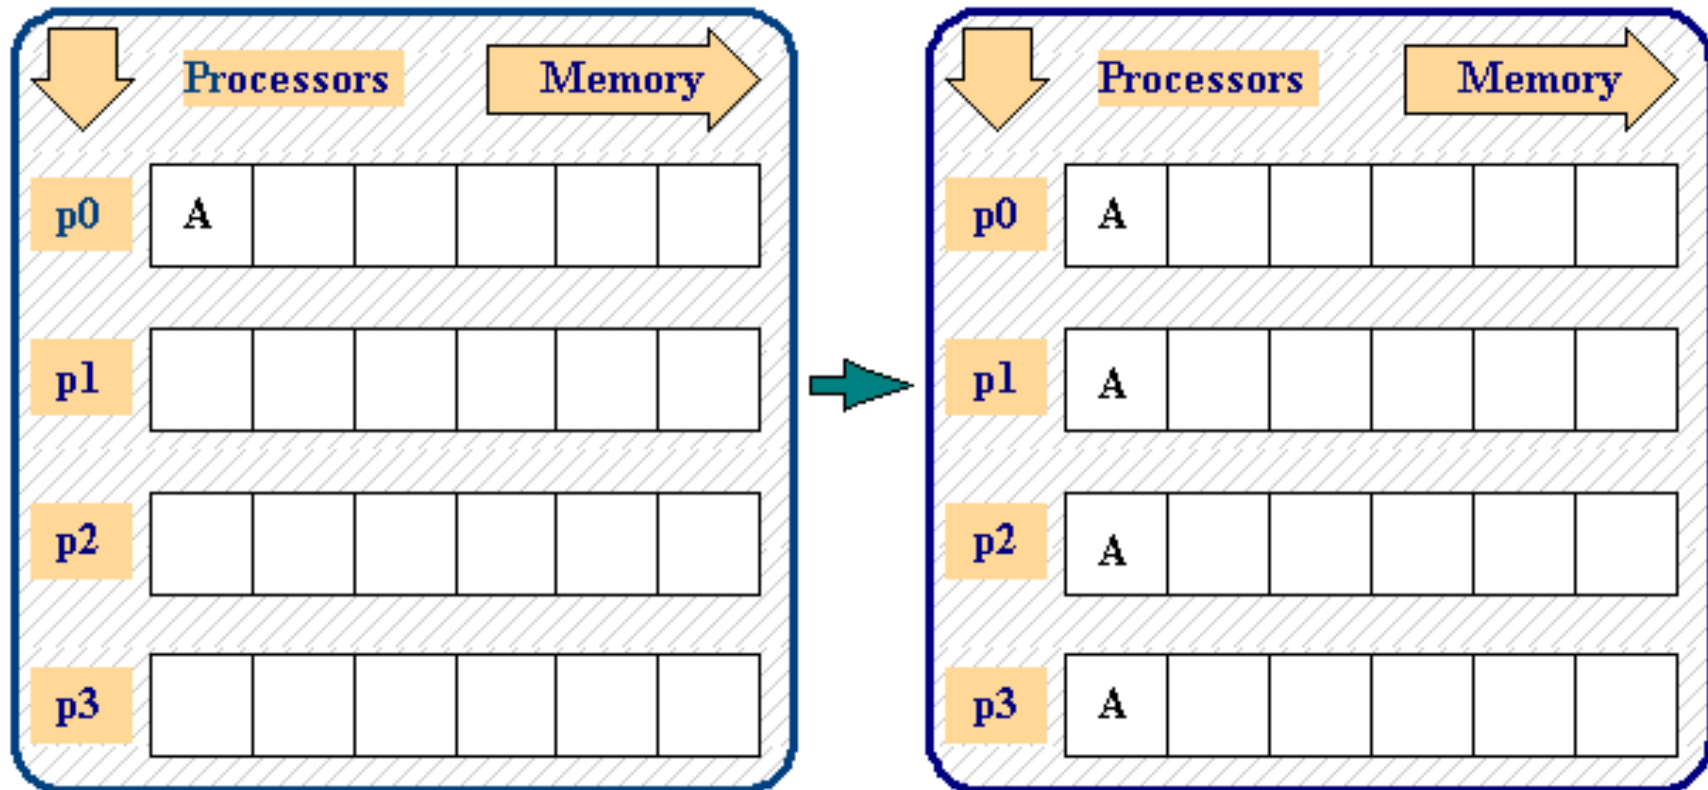 Processors Memory
p0 A
p1
p2
p3
Processors Memory
p0 A
p1 A
p2 A
p3 A